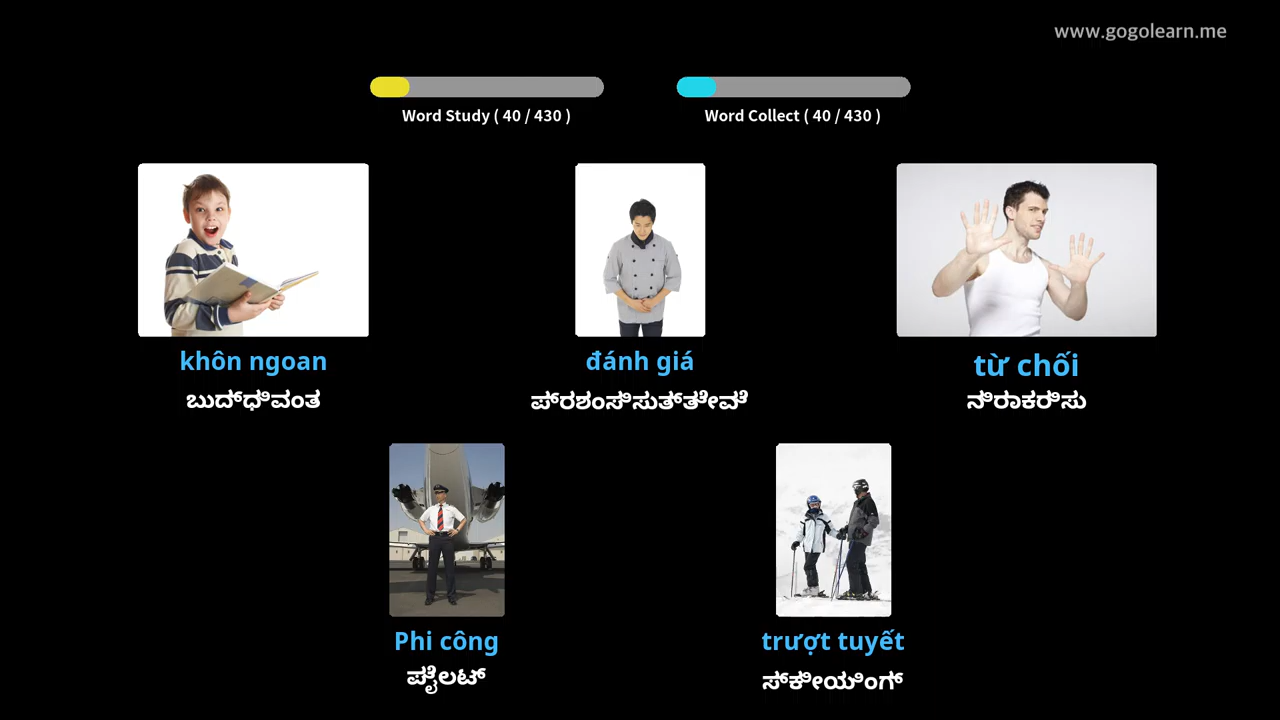 www.gogolearn.me
Word Study ( 40 / 430 )
Word Collect ( 40 / 430 )
khôn ngoan
ಬುದ್ಧಿವಂತ
đánh giá
ಪ್ರಶಂಸಿಸುತ್ತೇವೆ
từ chối
ನಿರಾಕರಿಸು
Phi công
ಪೈಲಟ್
trượt tuyết
ಸ್ಕೀಯಿಂಗ್